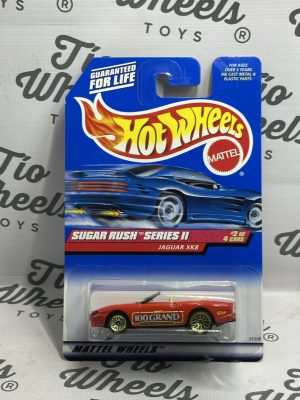 GUARANTEED
FOR LIFE
FOR AGES
OVER 3 YEARS.
DIE CAST METAL &
PLASTIC PARTS.
Hot Wheels
MATTEL
SUGAR RUSH™ SERIES II
#2 OF
4 CARS
JAGUAR XK8
100 GRAND
MATTEL WHEELS
Tio
Wheels
TOYS